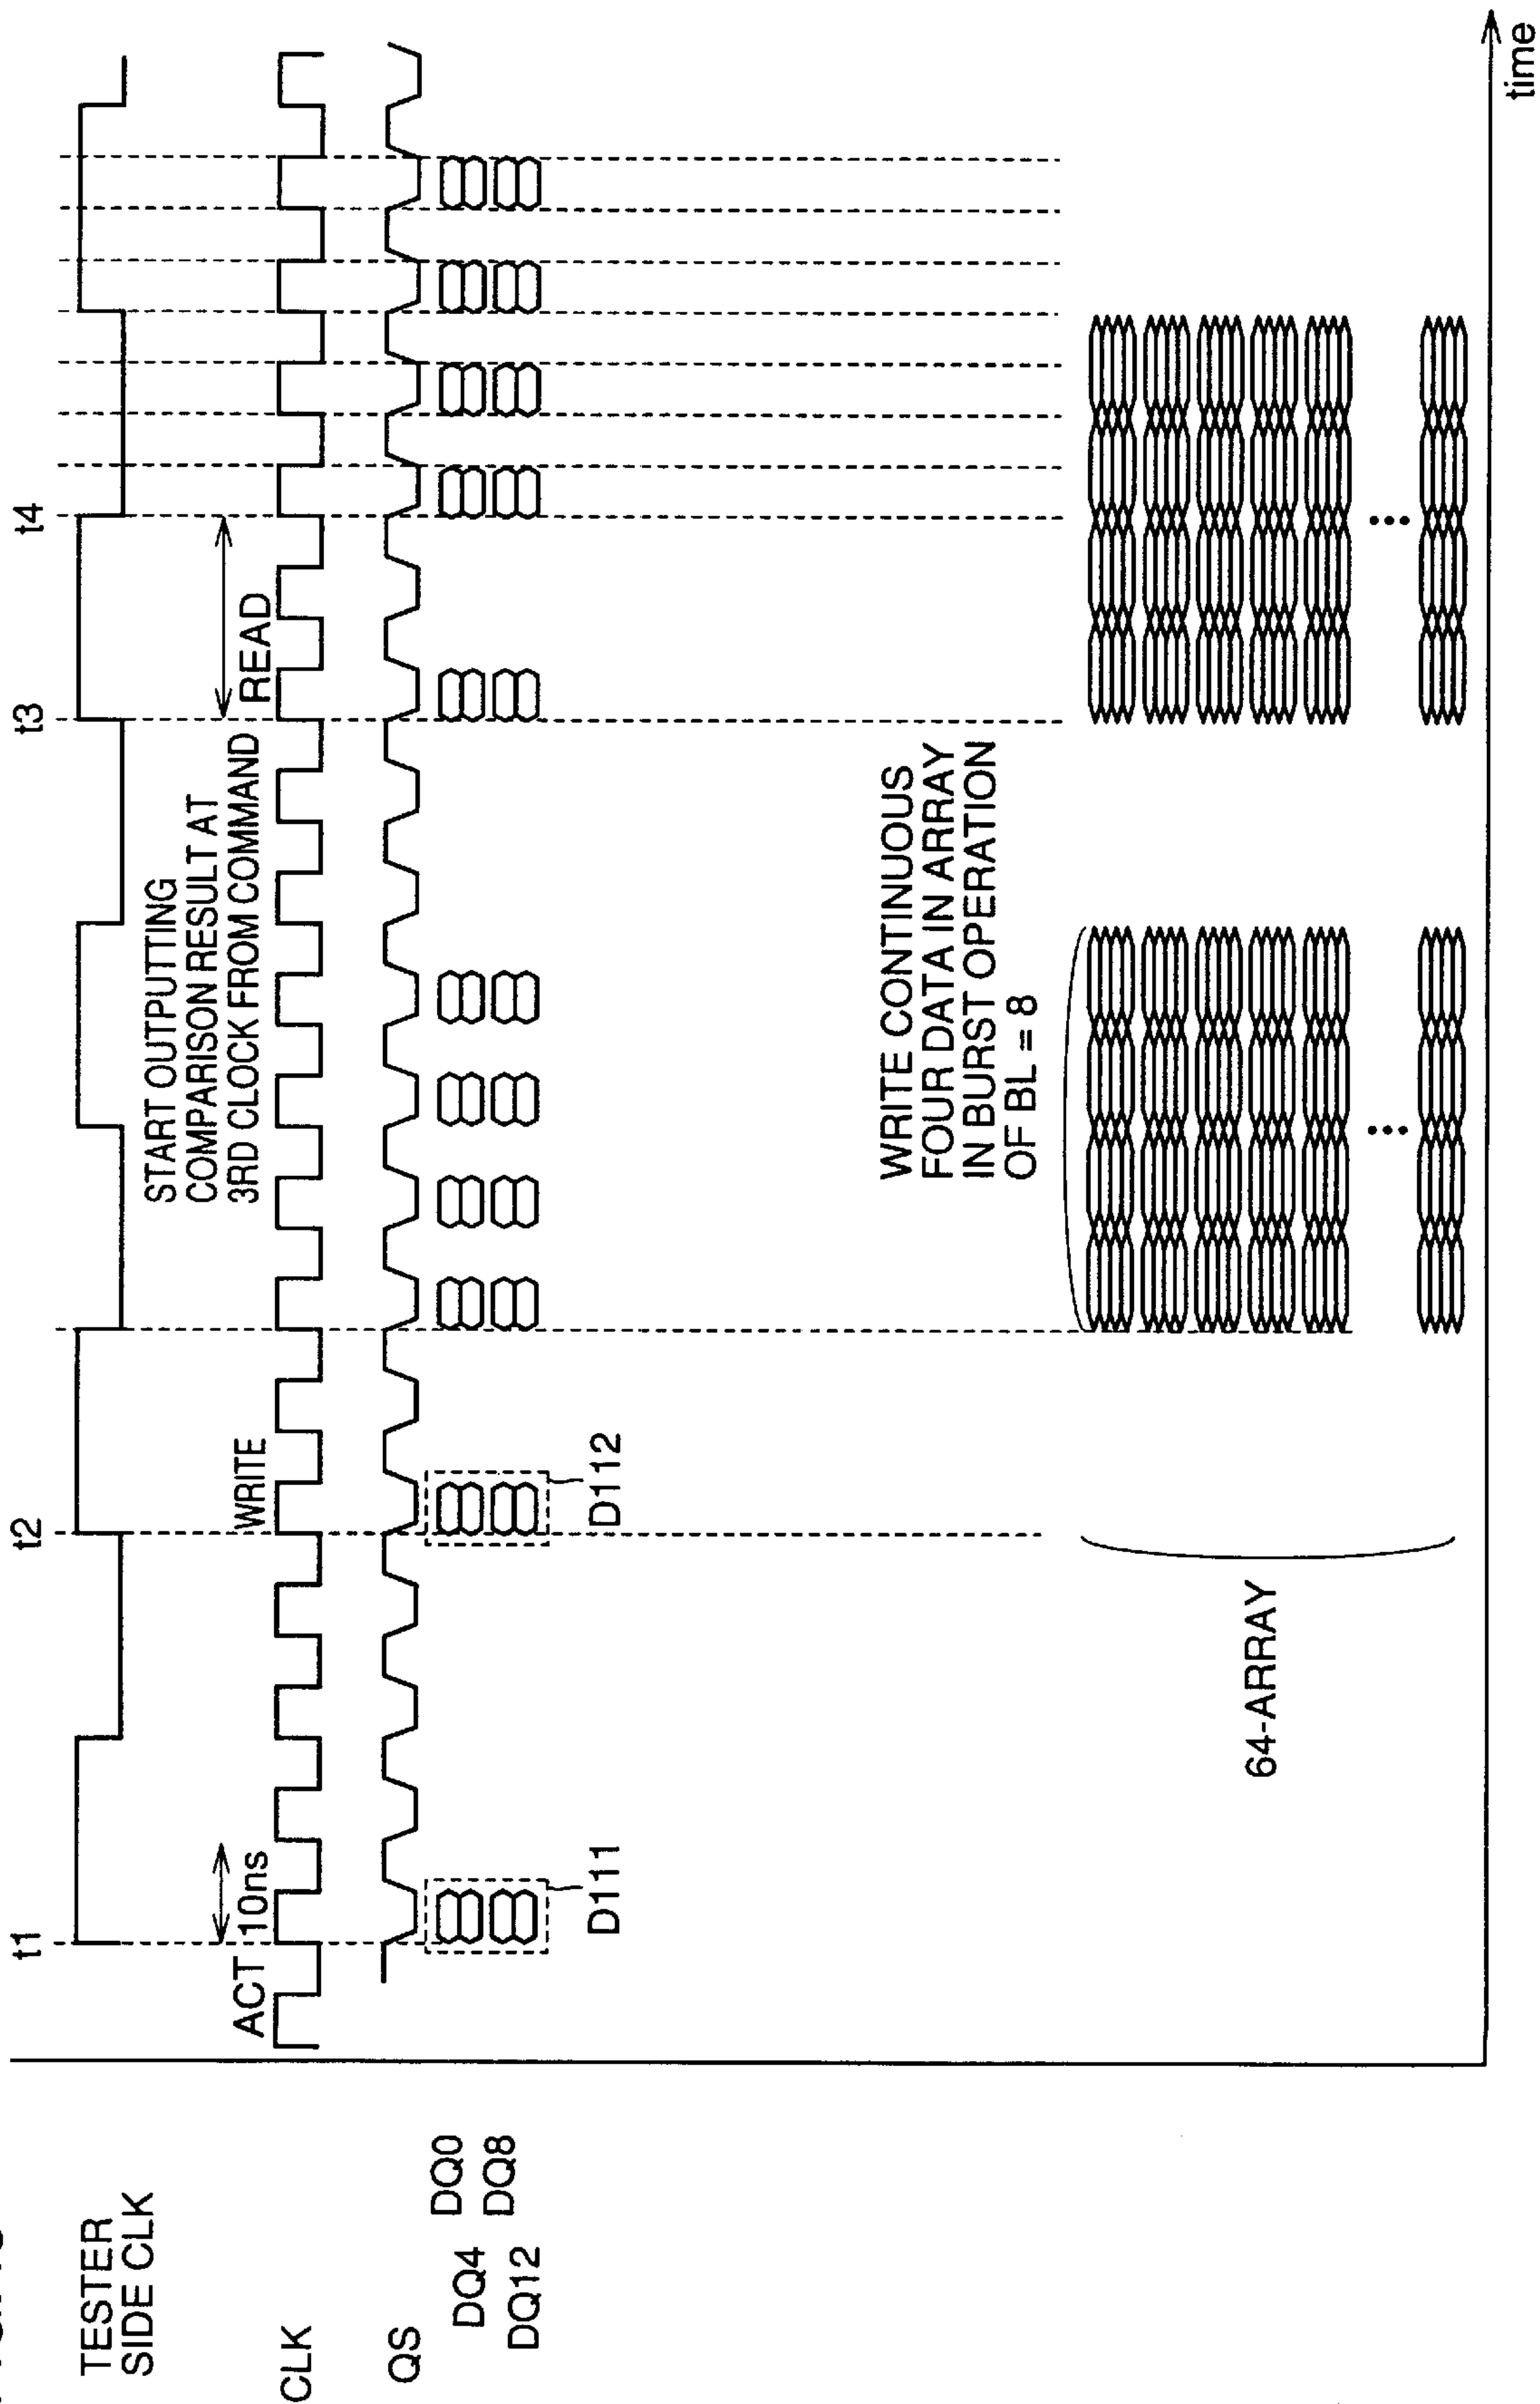 TESTER
SIDE CLK
CLK
QS
DQ0
DQ4
DQ8
DQ12
t1
t2
t3
t4
ACT
10ns
WRITE
START OUTPUTTING
COMPARISON RESULT AT
3RD CLOCK FROM COMMAND
READ
D111
D112
WRITE CONTINUOUS
FOUR DATA IN ARRAY
IN BURST OPERATION
OF BL = 8
64-ARRAY
time